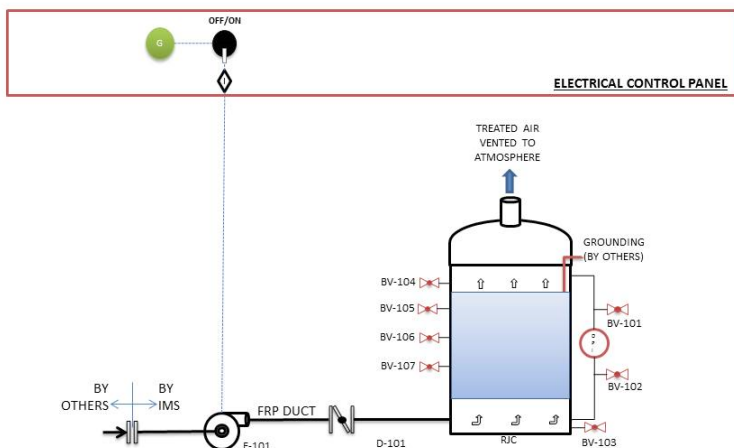 OFF/ON
G
I
ELECTRICAL CONTROL PANEL
TREATED AIR
VENTED TO
ATMOSPHERE
GROUNDING
(BY OTHERS)
BV-104
BV-105
BV-106
BV-107
BV-101
BV-102
BV-103
BY
OTHERS
BY
IMS
FRP DUCT
F-101
D-101
RJC